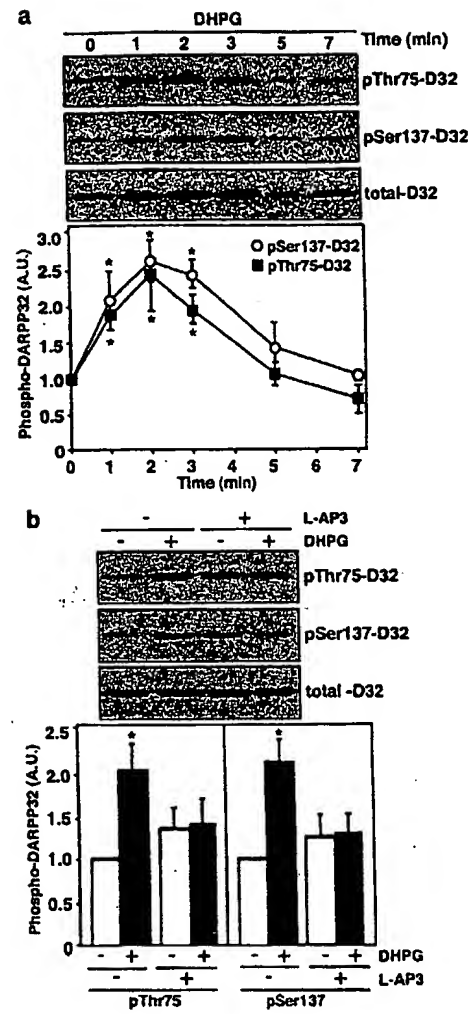 a
DHPG
0 1 2 3 5 7 Time (min)
pThr75-D32
pSer137-D32
total-D32
Phospho-DARPP32 (A.U.)
3.0
2.5
2.0
1.0
0.5
0
* * *
* * *
pSer137-D32
pThr75-D32
0 1 2 3 4 5 6 7
Time (min)
b
- + L-AP3
- + - + DHPG
pThr75-D32
pSer137-D32
total -D32
Phospho-DARPP32 (A.U.)
2.5
2.0
1.5
1.0
0.5
0
* *
- + - + - + - + DHPG
- + - + L-AP3
pThr75 pSer137